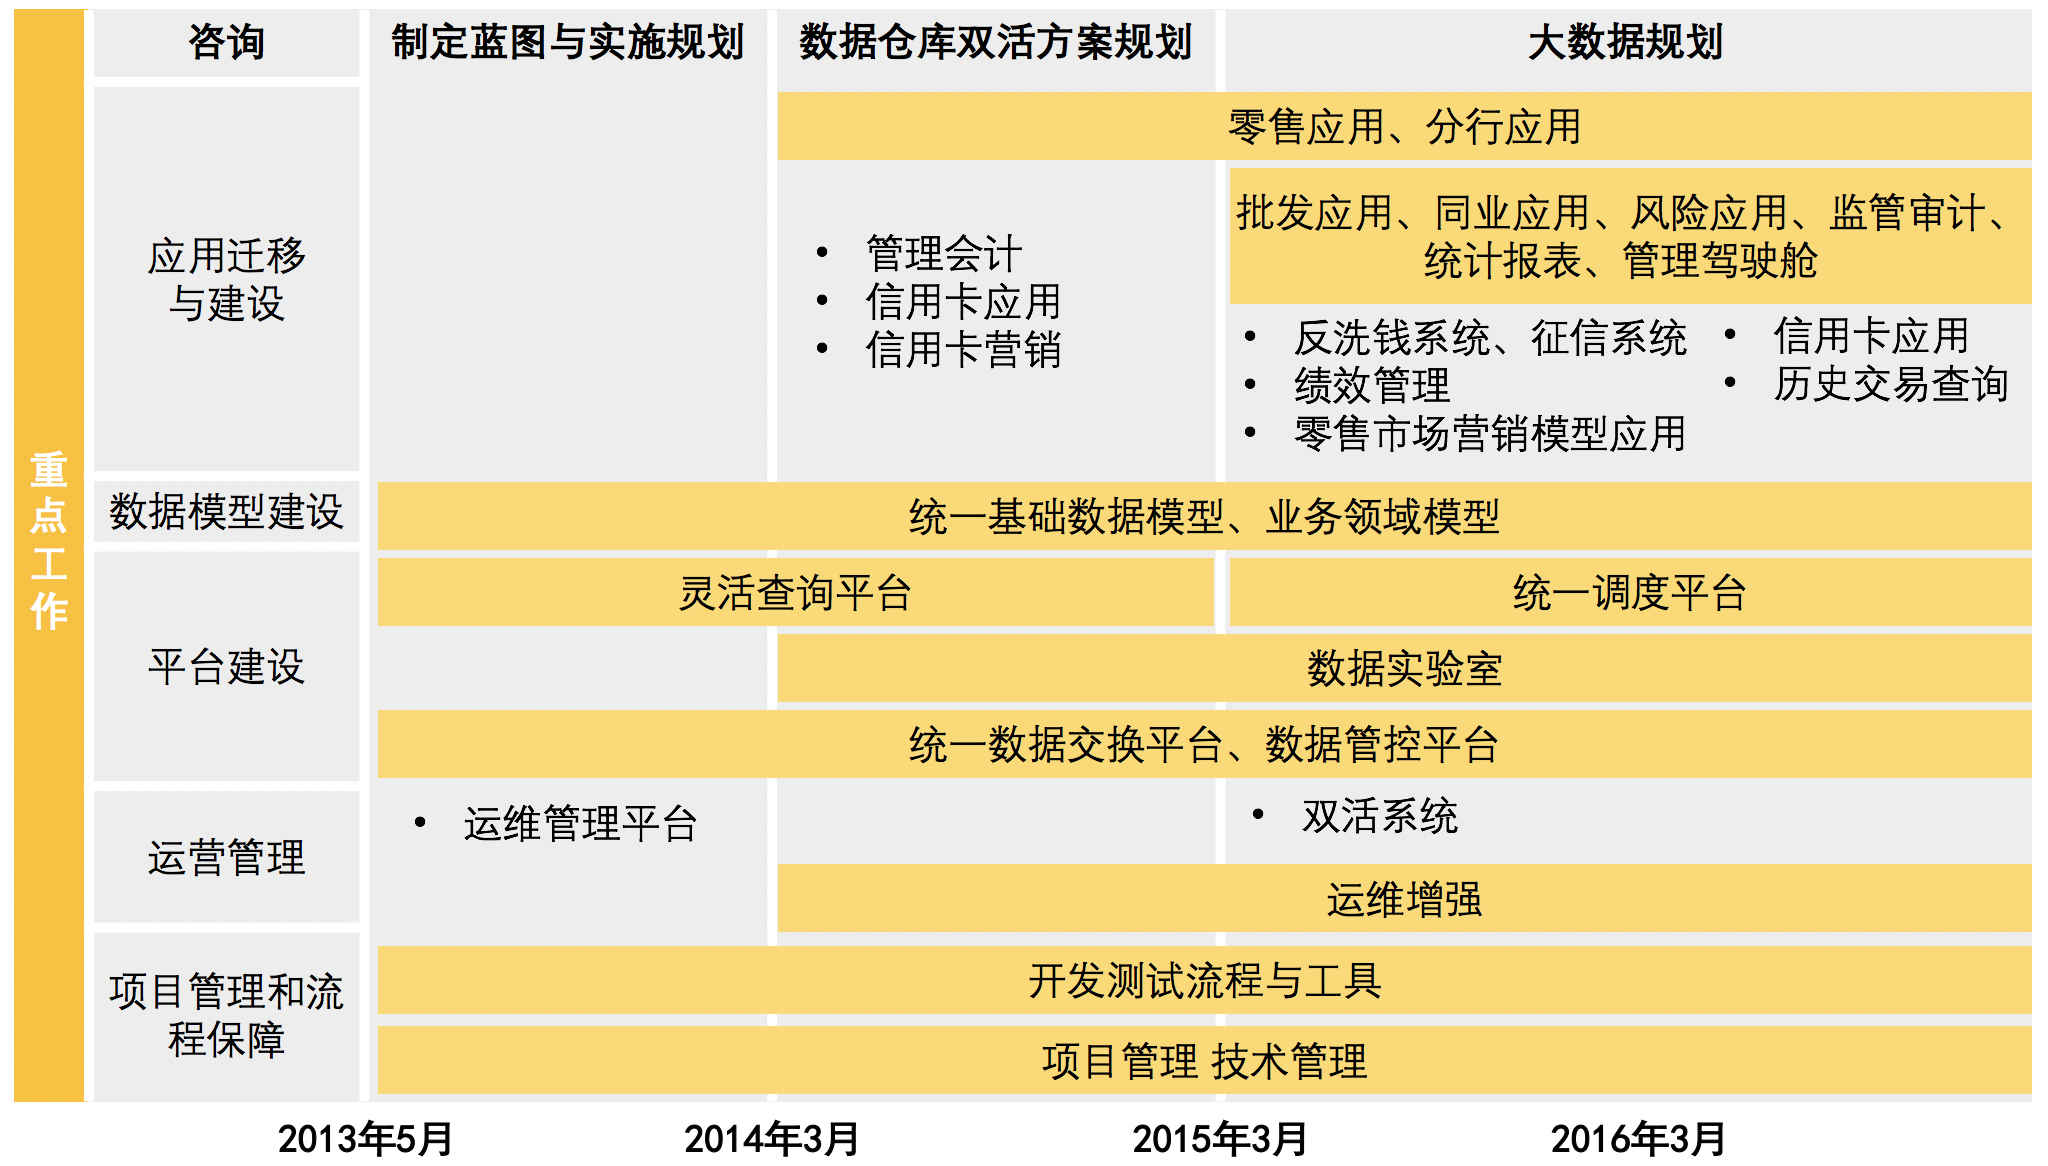 重点工作
咨询
制定蓝图与实施规划
数据仓库双活方案规划
大数据规划
应用迁移
与建设
零售应用、分行应用
• 管理会计
• 信用卡应用
• 信用卡营销
批发应用、同业应用、风险应用、监管审计、
统计报表、管理驾驶舱
• 反洗钱系统、征信系统
• 绩效管理
• 零售市场营销模型应用
• 信用卡应用
• 历史交易查询
数据模型建设
统一基础数据模型、业务领域模型
平台建设
灵活查询平台
统一调度平台
数据实验室
统一数据交换平台、数据管控平台
运营管理
• 运维管理平台
• 双活系统
运维增强
项目管理和流
程保障
开发测试流程与工具
项目管理 技术管理
2013年5月
2014年3月
2015年3月
2016年3月